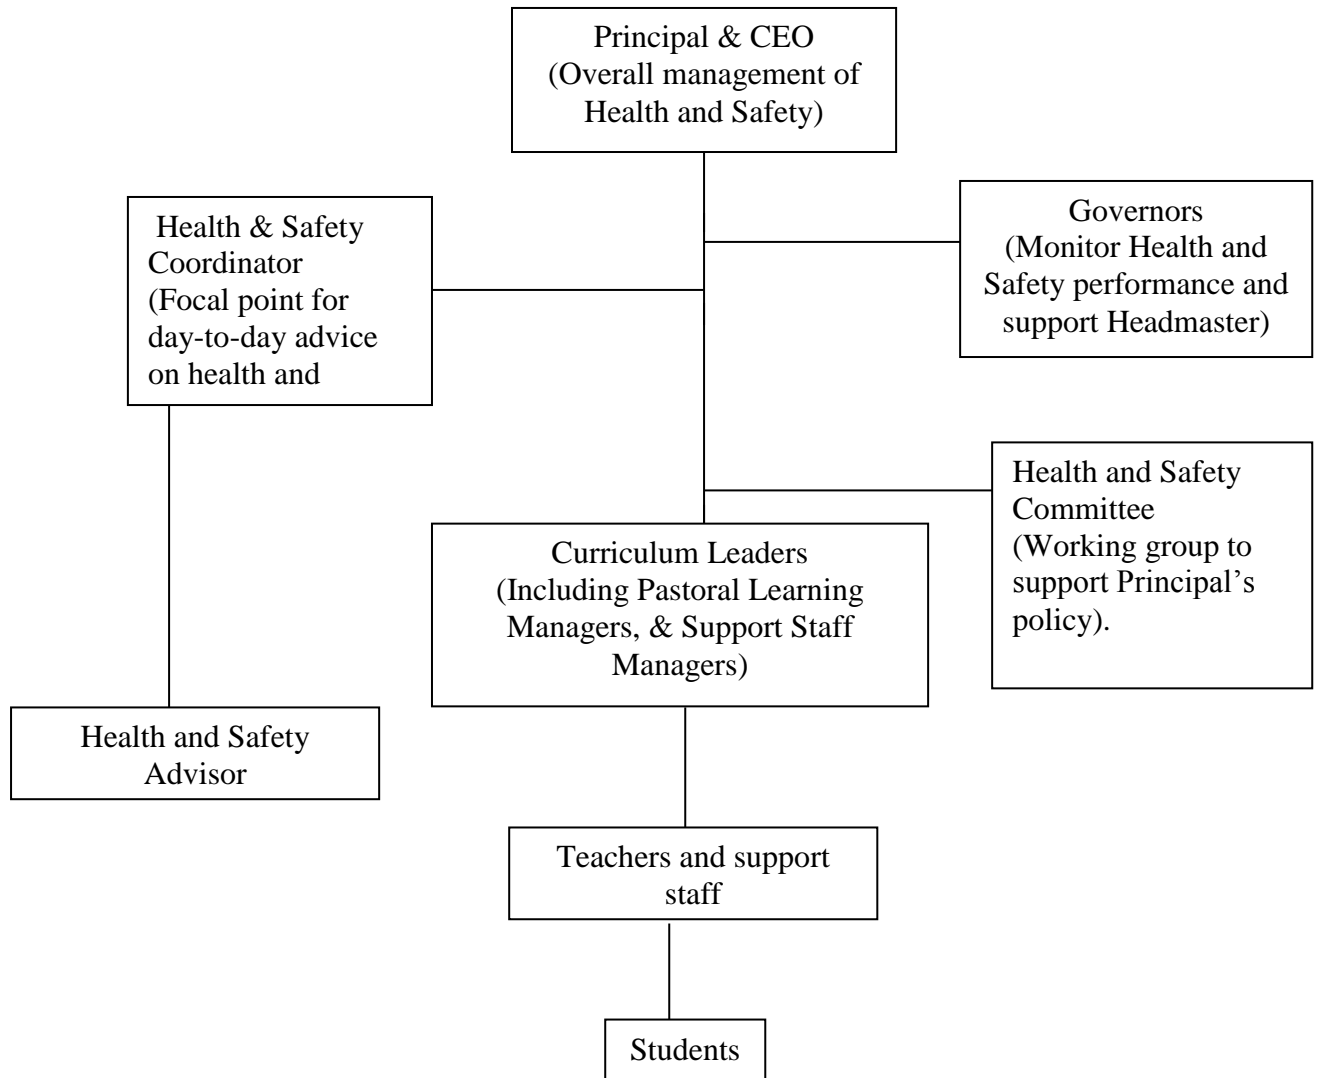 Principal & CEO
(Overall management of
Health and Safety)
Governors
(Monitor Health and
Safety performance and
support Headmaster)
Health & Safety
Coordinator
(Focal point for
day-to-day advice
on health and
Health and Safety
Committee
(Working group to
support Principal’s
policy).
Curriculum Leaders
(Including Pastoral Learning
Managers, & Support Staff
Managers)
Health and Safety
Advisor
Teachers and support
staff
Students